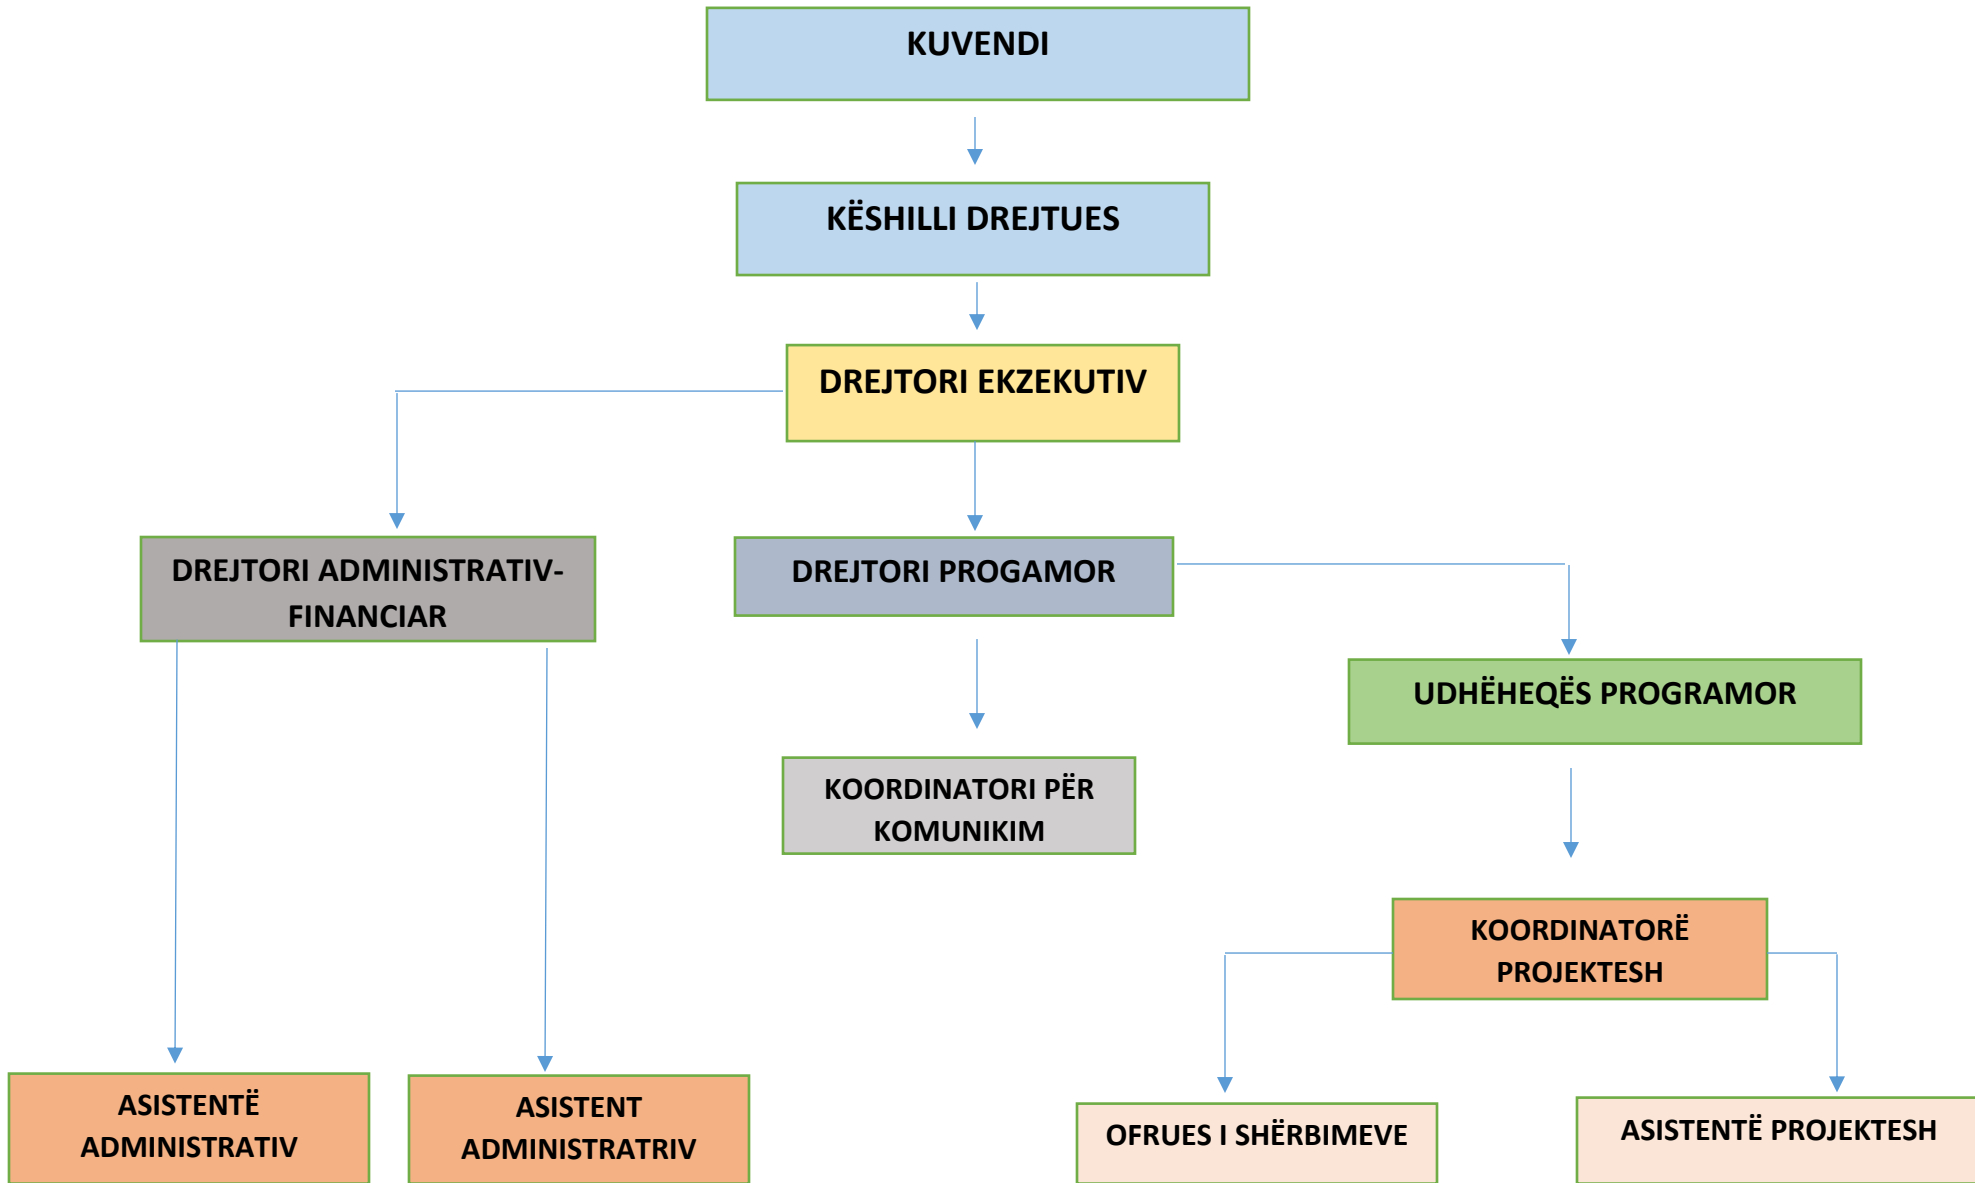 KUVENDI
KËSHILLI DREJTUES
DREJTORI EKZEKUTIV
DREJTORI ADMINISTRATIV-
FINANCIAR
DREJTORI PROGAMOR
UDHËHEQËS PROGRAMOR
KOORDINATORI PËR
KOMUNIKIM
KOORDINATORË
PROJEKTESH
ASISTENTË
ADMINISTRATIV
ASISTENT
ADMINISTRATRIV
OFRUES I SHËRBIMEVE
ASISTENTË PROJEKTESH